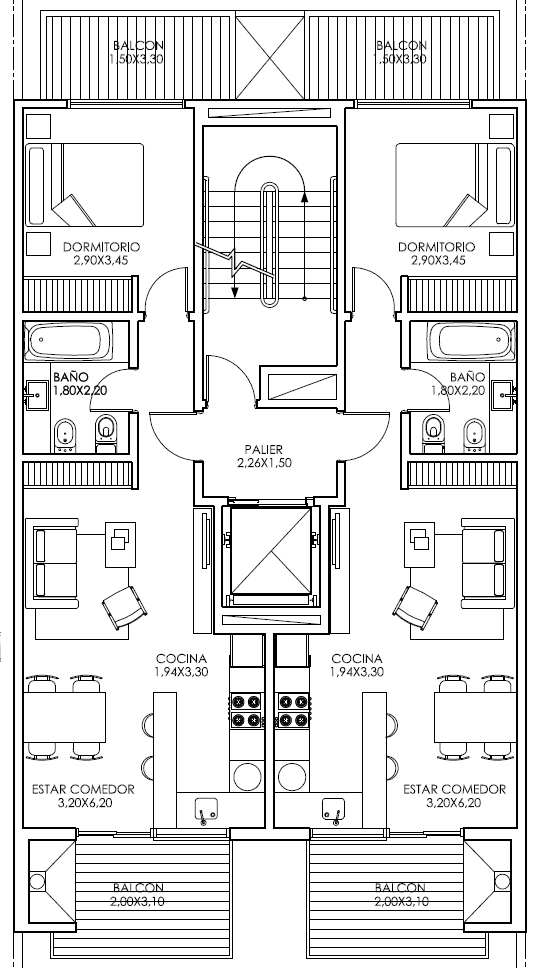 BALCON
1,50X3,30
BALCON
,50X3,30
DORMITORIO
2,90X3,45
DORMITORIO
2,90X3,45
BAÑO
1,80X2,20
BAÑO
1,80X2,20
PALIER
2,26X1,50
COCINA
1,94X3,30
COCINA
1,94X3,30
ESTAR COMEDOR
3,20X6,20
ESTAR COMEDOR
3,20X6,20
BALCON
2,00X3,10
BALCON
2,00X3,10